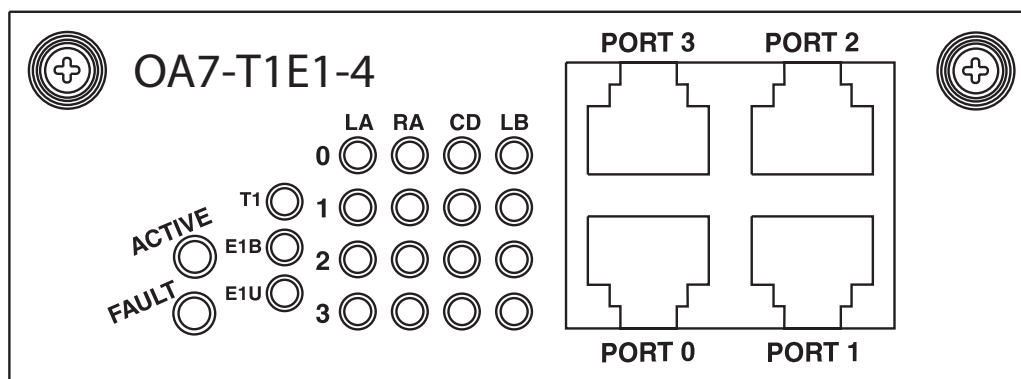 PORT 3 PORT 2
OA7-T1E1-4
LA RA CD LB
0
T1
1
ACTIVE
E1B
2
FAULT
E1U
3
PORT 0 PORT 1